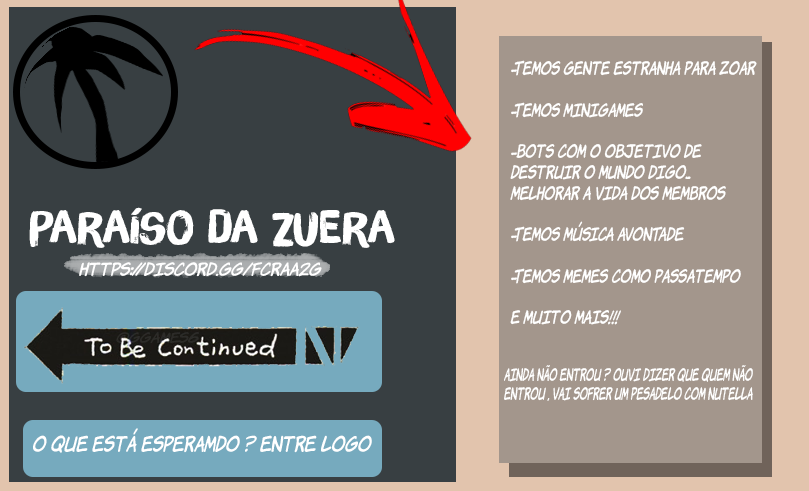 PARAÍSO DA ZUERA
HTTPS://DISCORD.GG/FCRAA2G
To Be Continued
O QUE ESTÁ ESPERAMDO ? ENTRE LOGO
-TEMOS GENTE ESTRANHA PARA ZOAR
-TEMOS MINIGAMES
-BOTS COM O OBJETIVO DE
DESTRUIR O MUNDO DIGO...
MELHORAR A VIDA DOS MEMBROS
-TEMOS MÚSICA AVONTADE
-TEMOS MEMES COMO PASSATEMPO
E MUITO MAIS!!!
AINDA NÃO ENTROU ? OUVI DIZER QUE QUEM NÃO
ENTROU , VAI SOFRER UM PESADELO COM NUTELLA